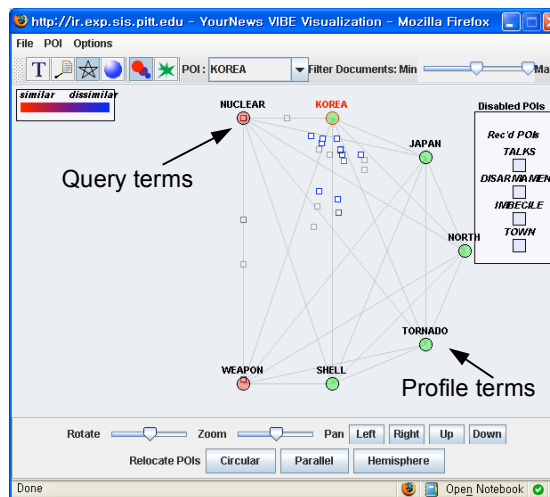 http://ir.exp.sis.pitt.edu - YourNews VIBE Visualization - Mozilla Firefox
File POI Options
T POI : KOREA Filter Documents: Min Ma
similar dissimilar
NUCLEAR KOREA Disabled POIs
Rec'd POIs
JAPAN TALKS
Query terms
DISARMAMEN
IMBECILE
NORTH TOWN
TORNADO
WEAPON SHELL
Profile terms
Rotate Zoom Pan Left Right Up Down
Relocate POIs Circular Parallel Hemisphere
Done Open Notebook